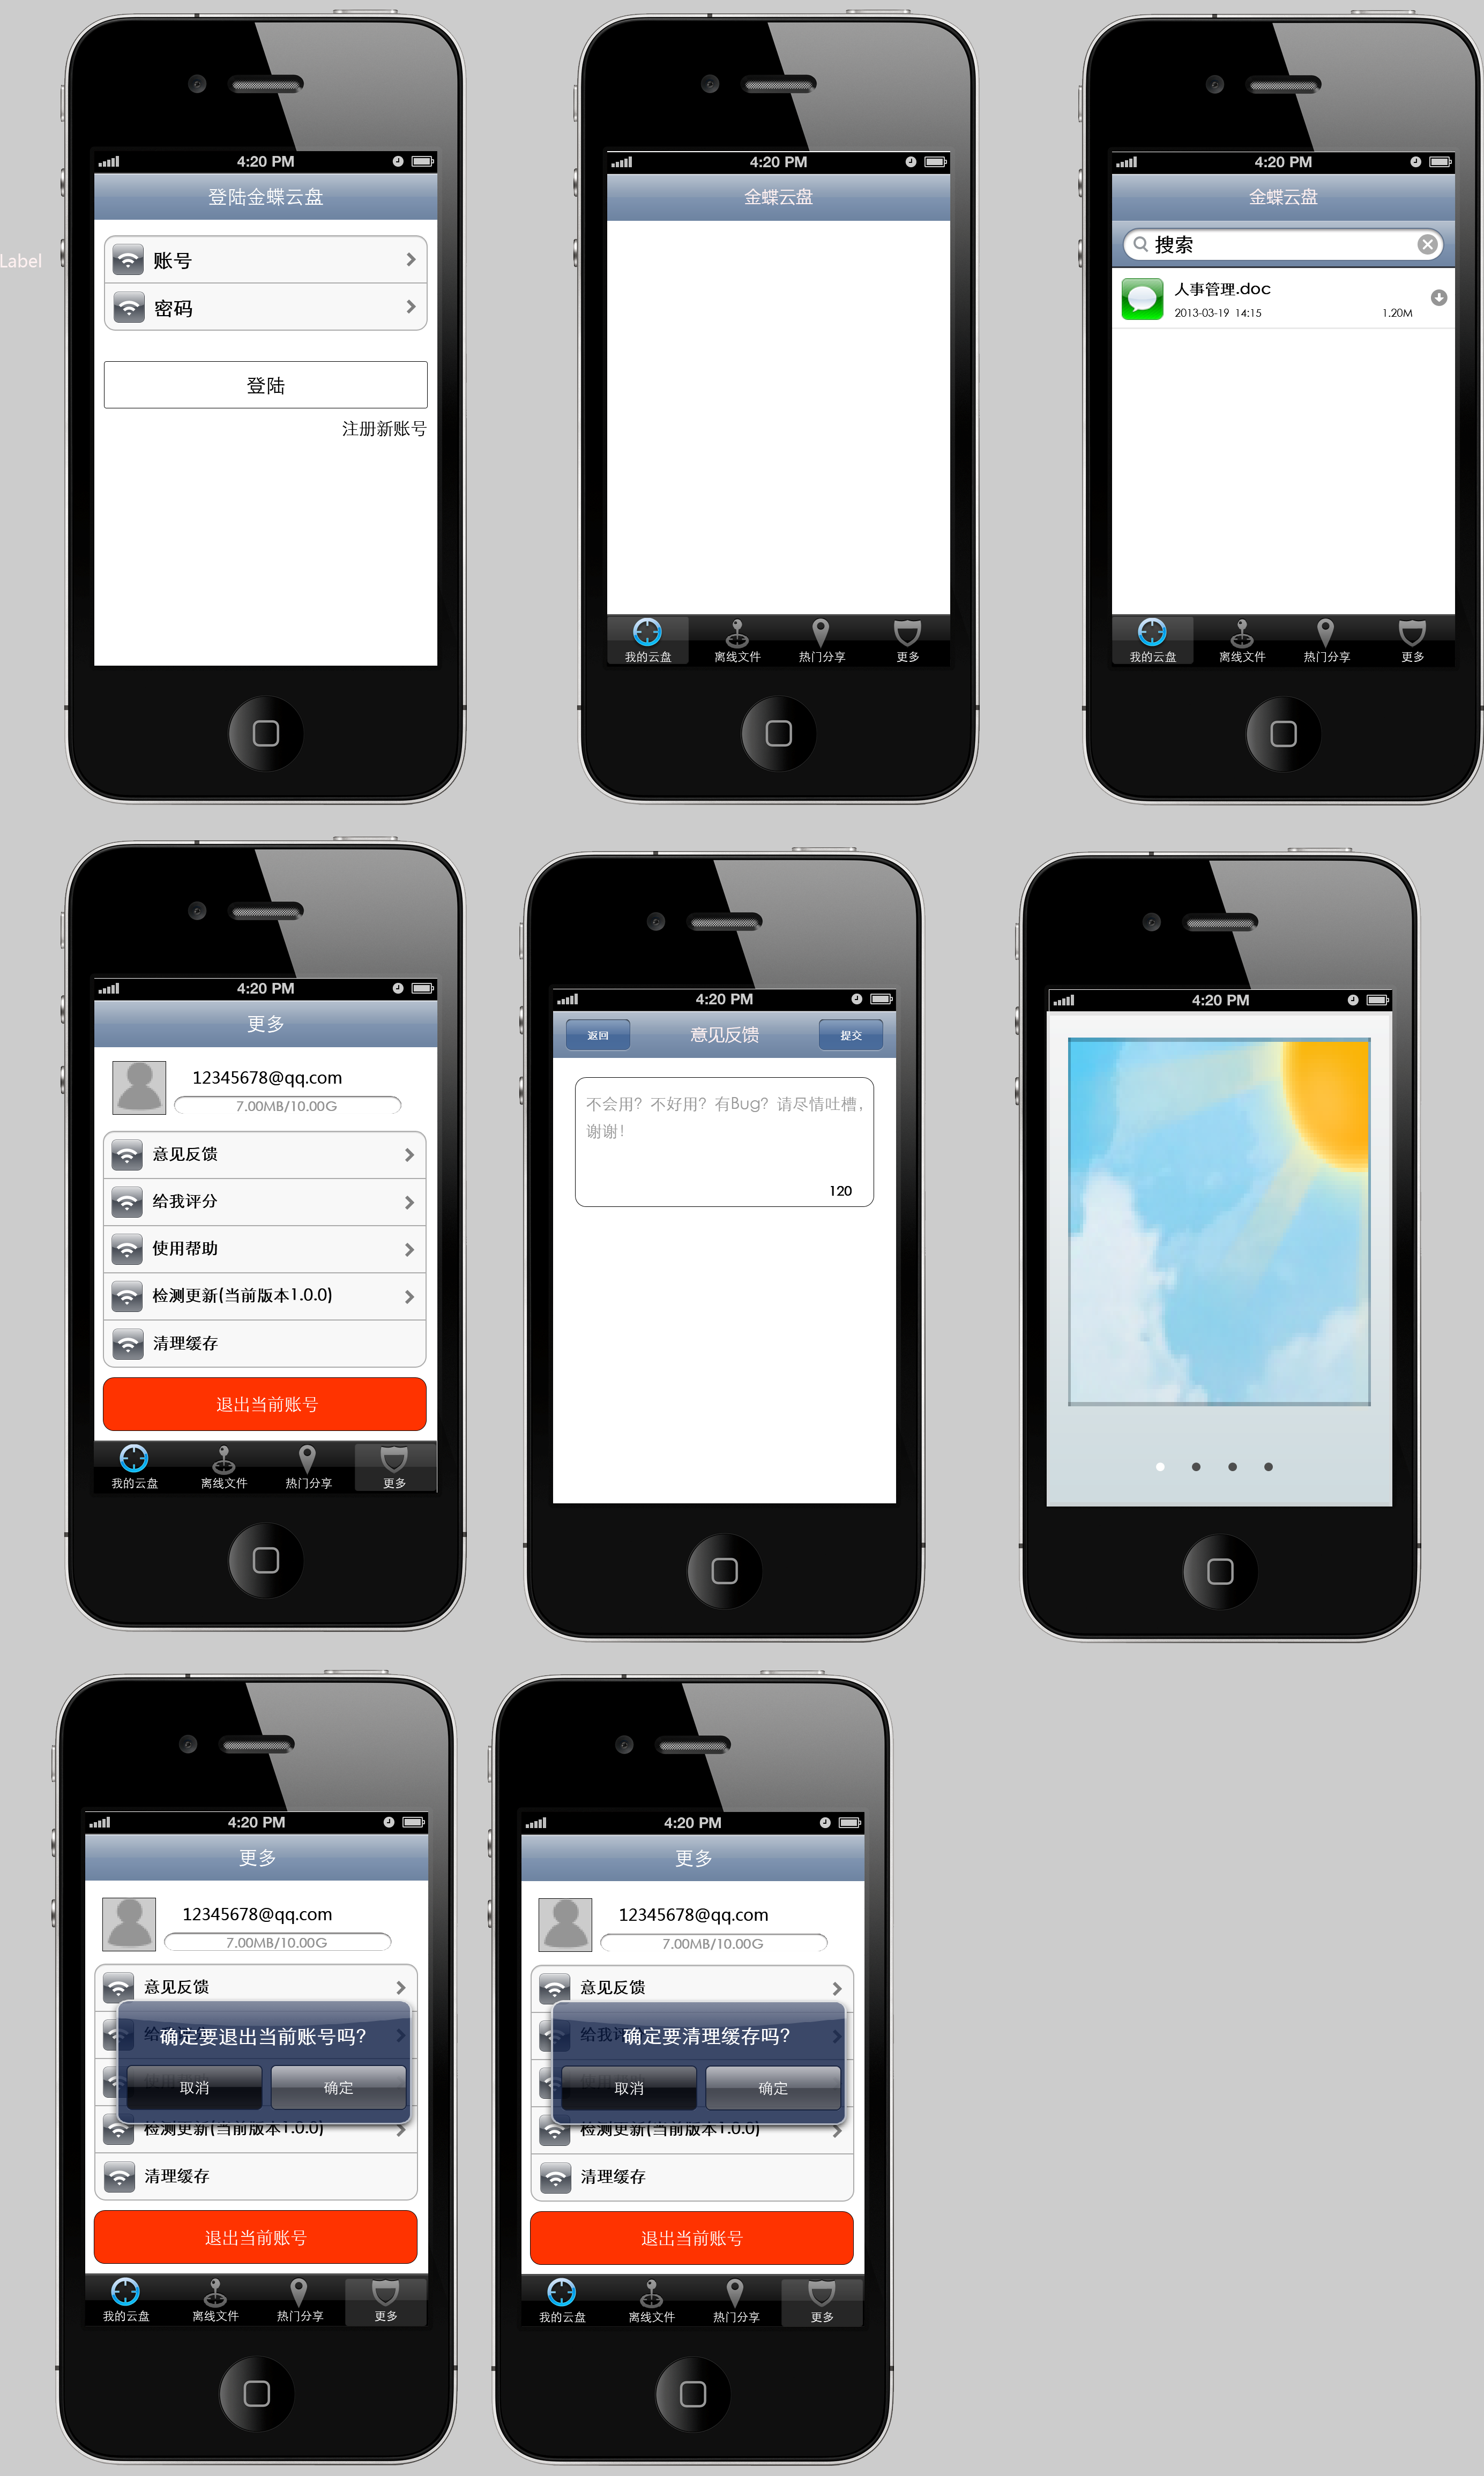 4:20 PM
登陆金蝶云盘
Label
账号
密码
登陆
注册新账号
4:20 PM
金蝶云盘
我的云盘 离线文件 热门分享 更多
4:20 PM
金蝶云盘
搜索
人事管理.doc
2013-03-19 14:15 1.20M
我的云盘 离线文件 热门分享 更多
4:20 PM
更多
12345678@qq.com
7.00MB/10.00G
意见反馈
给我评分
使用帮助
检测更新(当前版本1.0.0)
清理缓存
退出当前账号
我的云盘 离线文件 热门分享 更多
4:20 PM
返回 意见反馈 提交
不会用？不好用？有Bug？请尽情吐槽，
谢谢！
120
4:20 PM
4:20 PM
更多
12345678@qq.com
7.00MB/10.00G
意见反馈
给我评
确定要退出当前账号吗？
取消 确定
检测更新(当前版本1.0.0)
清理缓存
退出当前账号
我的云盘 离线文件 热门分享 更多
4:20 PM
更多
12345678@qq.com
7.00MB/10.00G
意见反馈
给我评
确定要清理缓存吗？
取消 确定
检测更新(当前版本1.0.0)
清理缓存
退出当前账号
我的云盘 离线文件 热门分享 更多